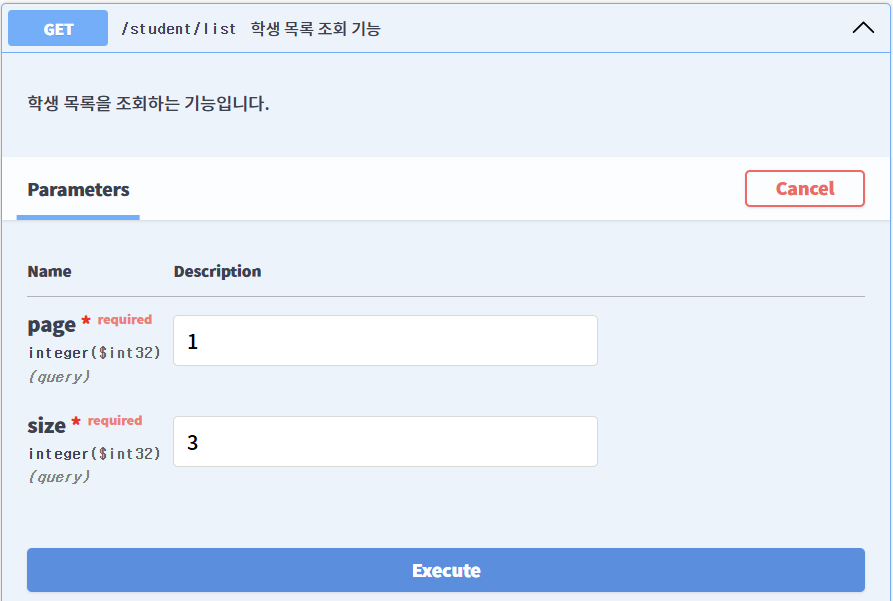 GET /student/list 학생 목록 조회 기능
학생 목록을 조회하는 기능입니다.
Parameters Cancel
Name Description
page * required
integer($int32)
(query)
1
size * required
integer($int32)
(query)
3
Execute